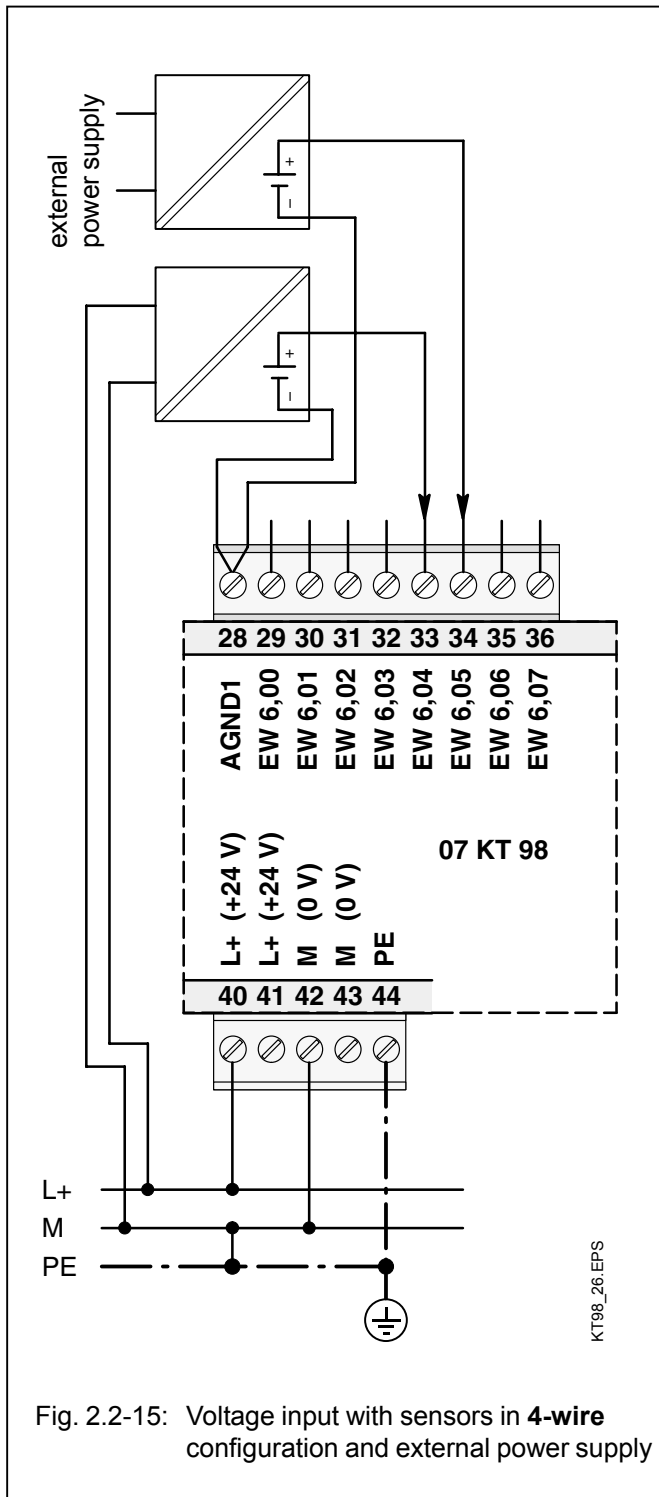 external
power supply
+
–
+
–
28 29 30 31 32 33 34 35 36
AGND1
EW 6,00
EW 6,01
EW 6,02
EW 6,03
EW 6,04
EW 6,05
EW 6,06
EW 6,07
07 KT 98
L+ (+24 V)
L+ (+24 V)
M (0 V)
M (0 V)
PE
40 41 42 43 44
L+
M
PE
KT98_26.EPS
Fig. 2.2-15: Voltage input with sensors in 4-wire
configuration and external power supply